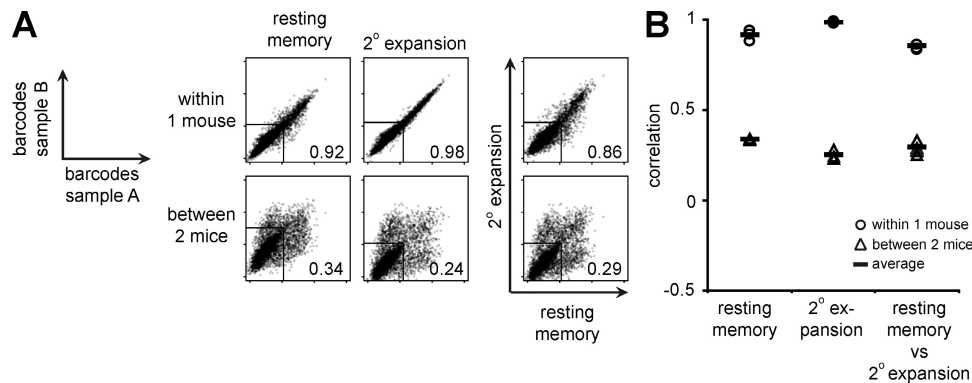 A
resting
memory
2° expansion
barcodes
sample B
barcodes
sample A
within
1 mouse
0.92
0.98
0.86
between
2 mice
0.34
0.24
0.29
2° expansion
resting
memory
B
1
0.5
0
-0.5
correlation
within 1 mouse
between 2 mice
average
resting
memory
2° ex-
pansion
resting
memory
vs
2° expansion